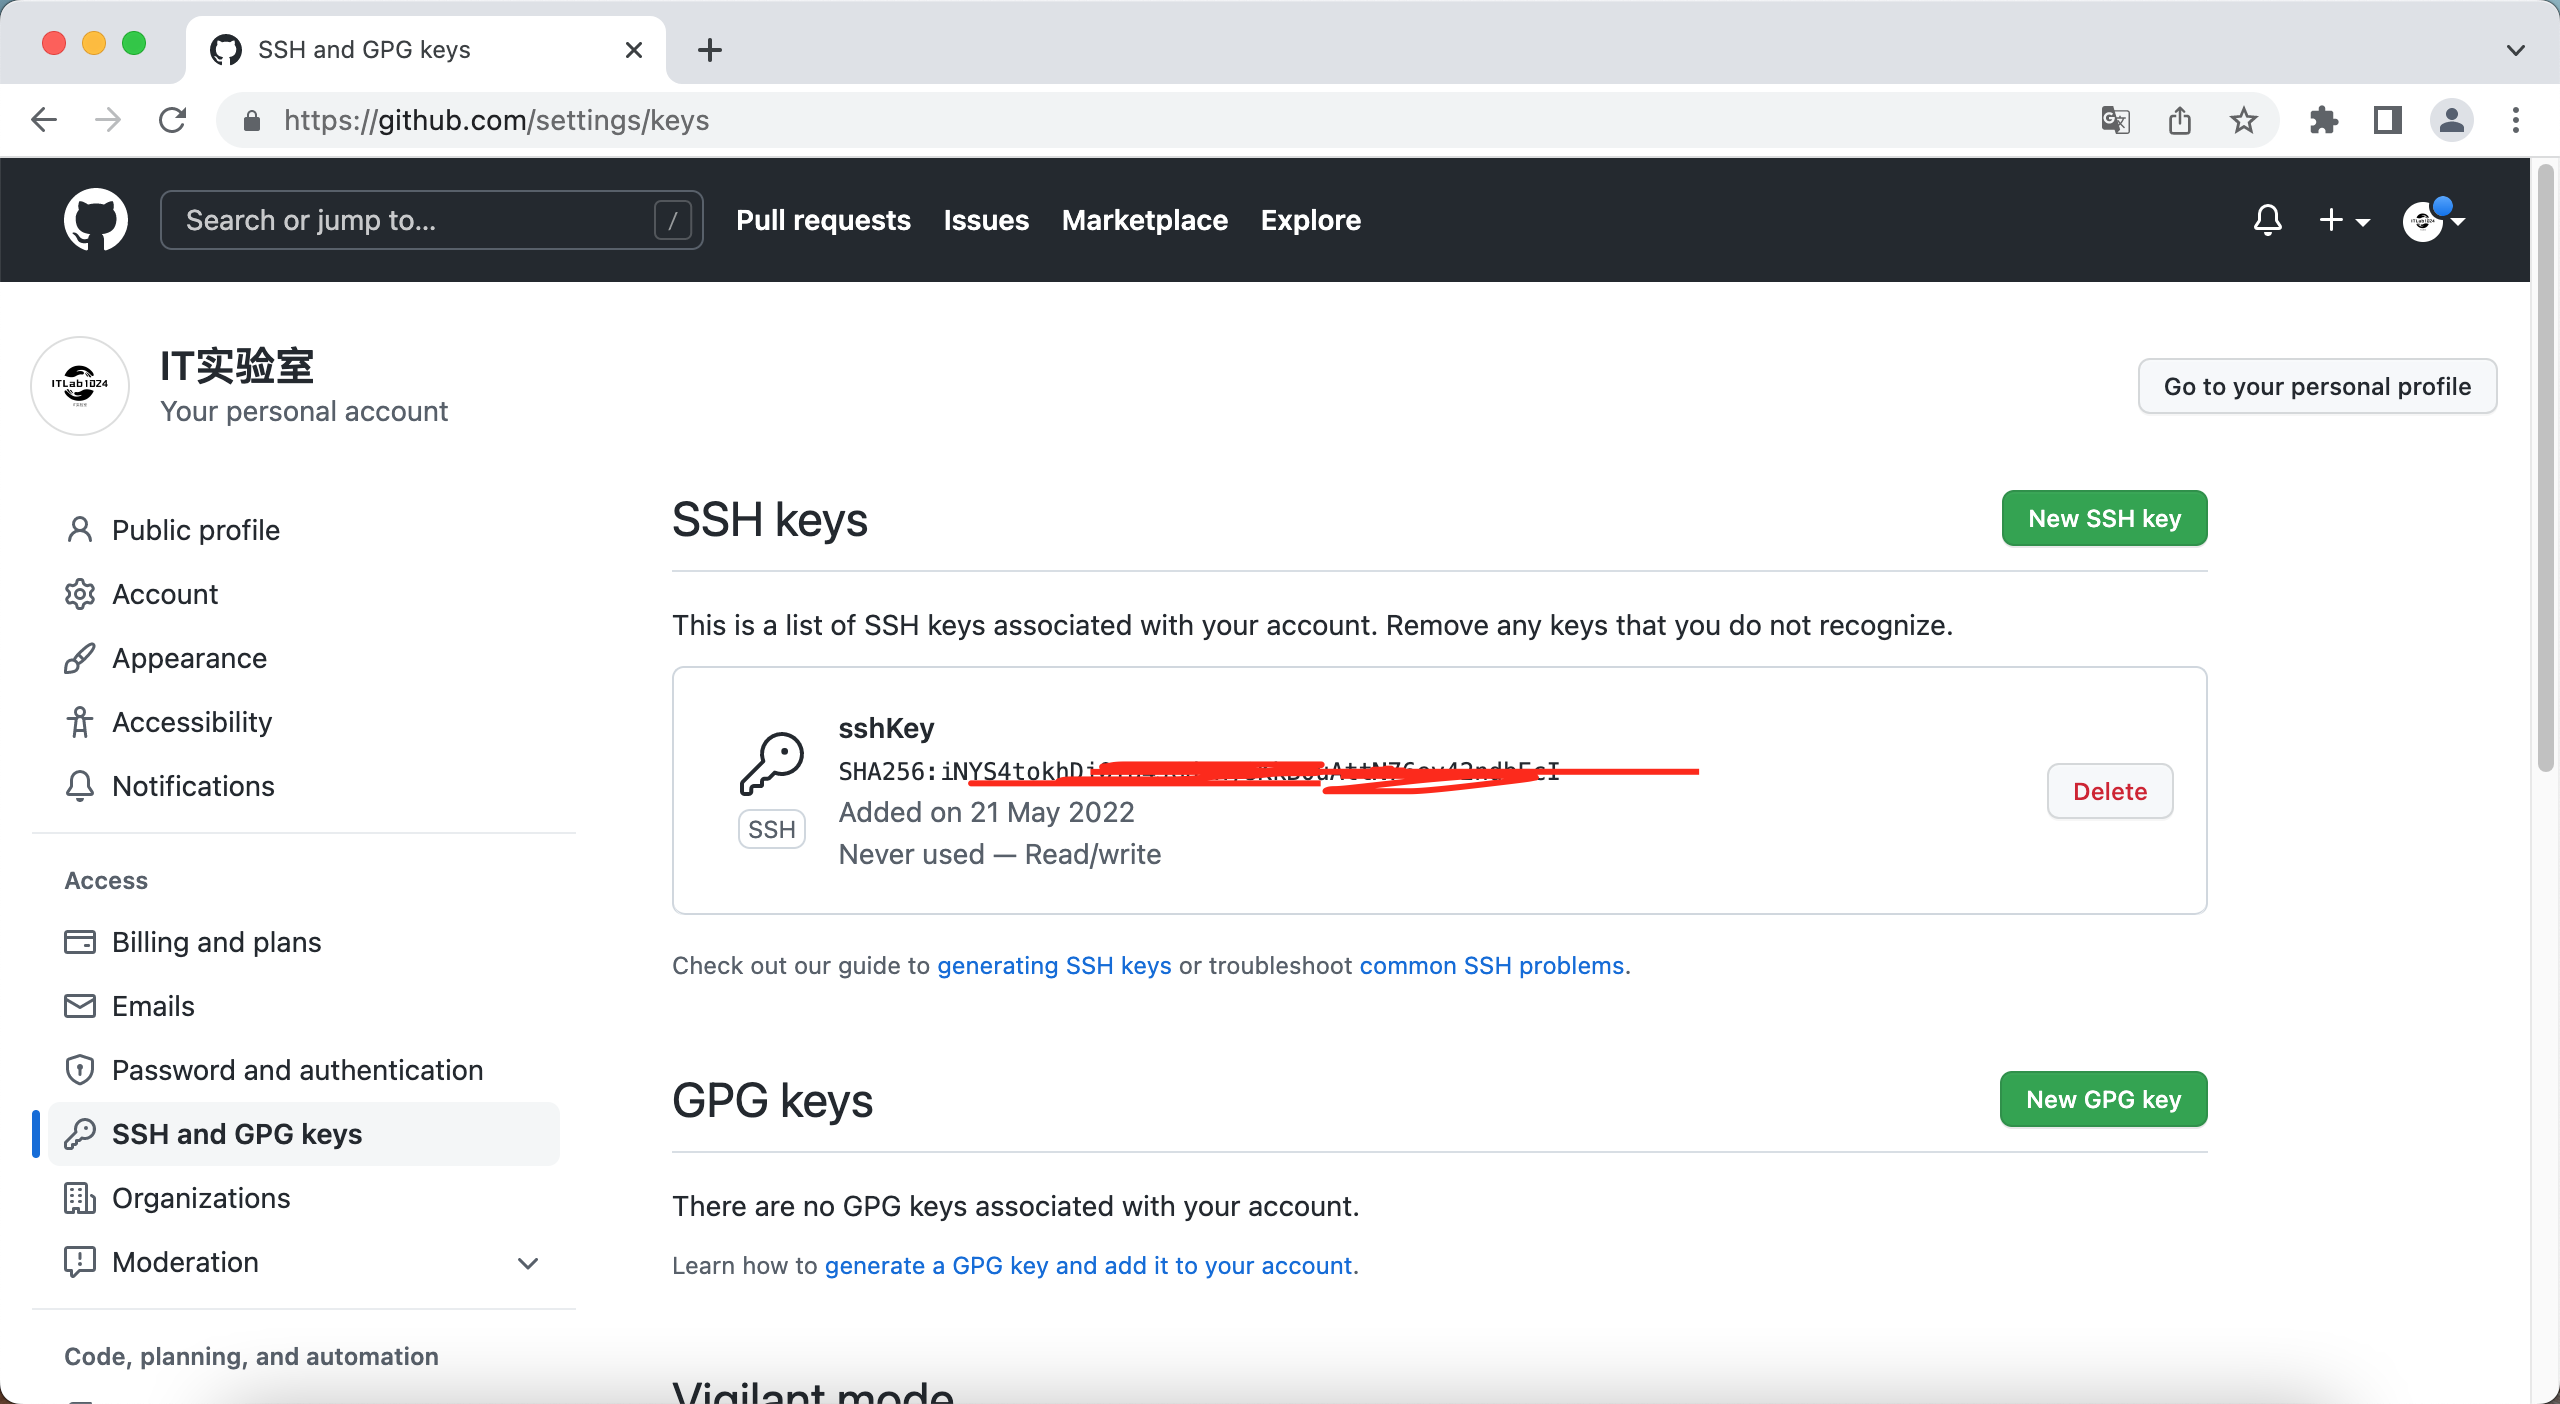 SSH and GPG keys
https://github.com/settings/keys
Search or jump to... /
Pull requests Issues Marketplace Explore
ITLab1024
IT实验室
Your personal account
Go to your personal profile
Public profile
Account
Appearance
Accessibility
Notifications
Access
Billing and plans
Emails
Password and authentication
SSH and GPG keys
Organizations
Moderation
Code, planning, and automation
SSH keys
New SSH key
This is a list of SSH keys associated with your account. Remove any keys that you do not recognize.
sshKey
SSH
Added on 21 May 2022
Never used — Read/write
Delete
Check out our guide to generating SSH keys or troubleshoot common SSH problems.
GPG keys
New GPG key
There are no GPG keys associated with your account.
Learn how to generate a GPG key and add it to your account.
Vigilant mode